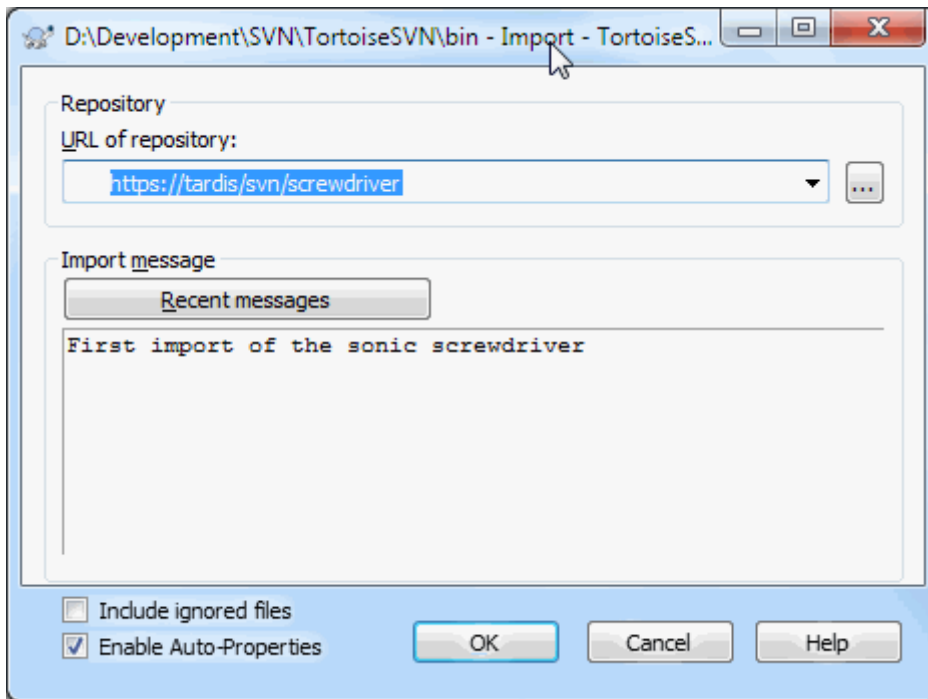 D:\Development\SVN\TortoiseSVN\bin - Import - TortoiseS...
Repository
URL of repository:
https://tardis/svn/screwdriver
...
Import message
Recent messages
First import of the sonic screwdriver
Include ignored files
Enable Auto-Properties
OK
Cancel
Help